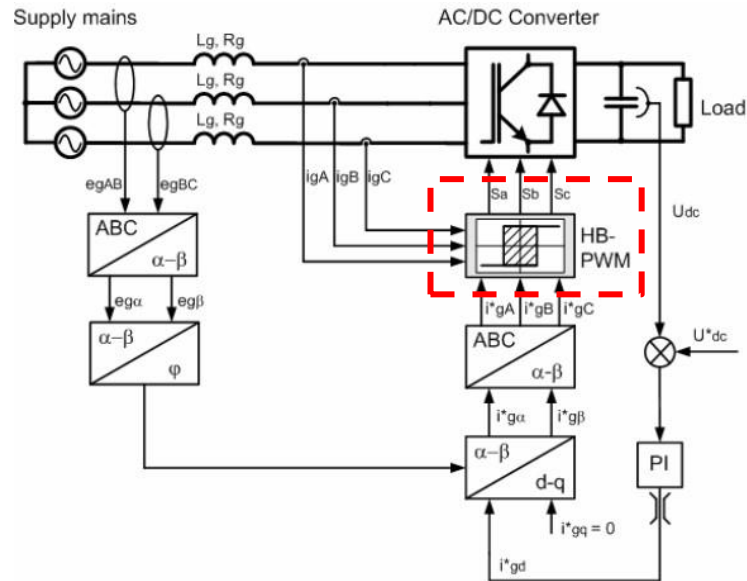 Supply mains
AC/DC Converter
Lg, Rg
Lg, Rg
Lg, Rg
Load
egAB
egBC
igA
igB
igC
Sa
Sb
Sc
Udc
HB-
PWM
ABC
α-β
egα
egβ
i*gA
i*gB
i*gC
U*dc
α-β
φ
ABC
α-β
i*gα
i*gβ
α-β
d-q
PI
i*gq = 0
i*gd